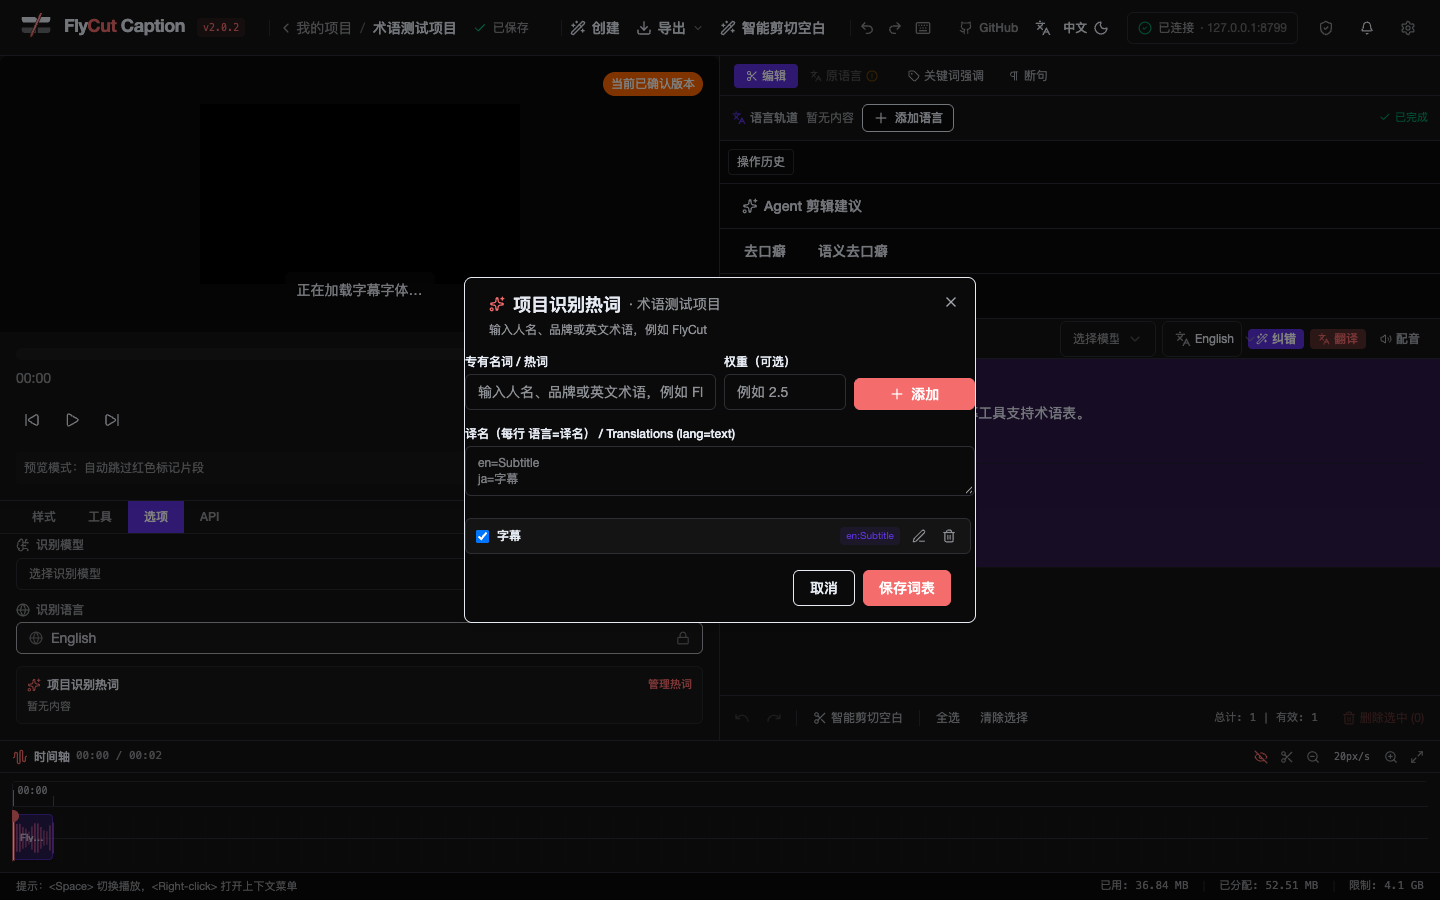 FlyCut Caption v2.0.2 我的项目 / 术语测试项目 已保存 创建 导出 智能剪切空白 GitHub 中文 已连接 · 127.0.0.1:8799
当前已确认版本
正在加载字幕字体...
00:00
预览模式：自动跳过红色标记片段
样式 工具 选项 API
识别模型
选择识别模型
识别语言
English
项目识别热词 管理热词
暂无内容
编辑 原语言 关键词强调 断句
语言轨道 暂无内容 添加语言 已完成
操作历史
Agent 剪辑建议
去口癖 语义去口癖
选择模型 English 纠错 翻译 配音
工具支持术语表。
项目识别热词 · 术语测试项目
输入人名、品牌或英文术语，例如 FlyCut
专有名词 / 热词 权重（可选）
输入人名、品牌或英文术语，例如 Fl 例如 2.5 添加
译名（每行 语言=译名） / Translations (lang=text)
en=Subtitle
ja=字幕
字幕 en:Subtitle
取消 保存词表
智能剪切空白 全选 清除选择 总计: 1 | 有效: 1 删除选中 (0)
时间轴 00:00 / 00:02 20px/s
00:00
Fly...
提示: <Space> 切换播放, <Right-click> 打开上下文菜单 已用: 36.84 MB 已分配: 52.51 MB 限制: 4.1 GB